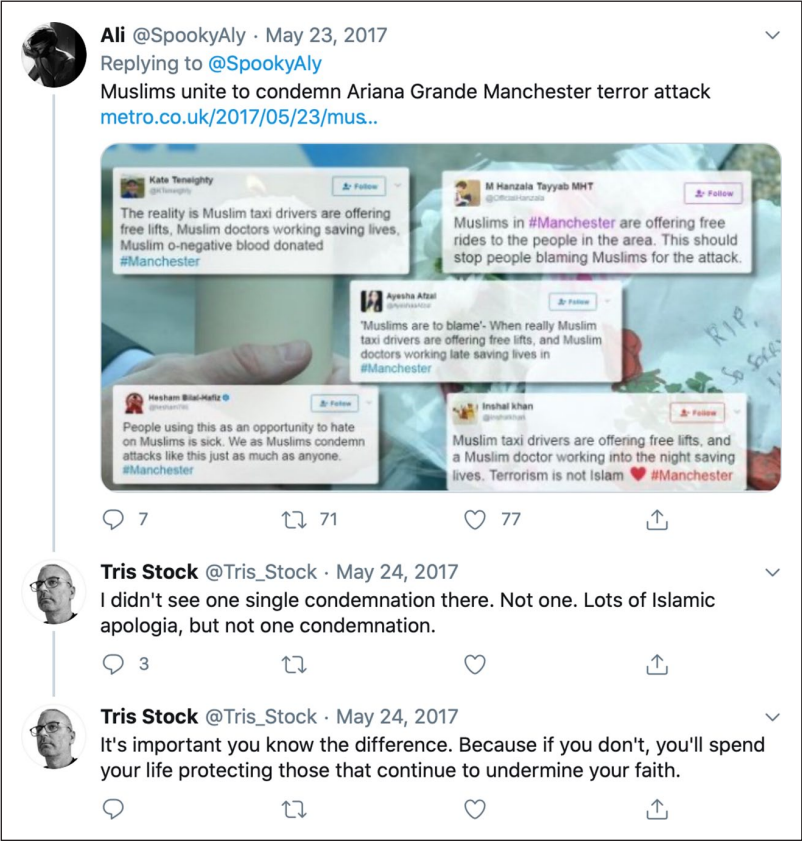 Ali @SpookyAly · May 23, 2017
Replying to @SpookyAly
Muslims unite to condemn Ariana Grande Manchester terror attack
metro.co.uk/2017/05/23/mus...
Kate Teneighty
Follow
The reality is Muslim taxi drivers are offering
free lifts, Muslim doctors working saving lives,
Muslim o-negative blood donated
#Manchester
M Hanzala Tayyab MHT
@OfficialHanzala
Follow
Muslims in #Manchester are offering free
rides to the people in the area. This should
stop people blaming Muslims for the attack.
Ayesha Afzal
Follow
'Muslims are to blame'- When really Muslim
taxi drivers are offering free lifts, and Muslim
doctors working late saving lives in
#Manchester
Hesham Bilal-Hafiz
Follow
People using this as an opportunity to hate
on Muslims is sick. We as Muslims condemn
attacks like this just as much as anyone.
#Manchester
Inshal khan
Follow
Muslim taxi drivers are offering free lifts, and
a Muslim doctor working into the night saving
lives. Terrorism is not Islam ❤ #Manchester
R.I.P.
So Sorry
7 71 77
Tris Stock @Tris_Stock · May 24, 2017
I didn't see one single condemnation there. Not one. Lots of Islamic
apologia, but not one condemnation.
3
Tris Stock @Tris_Stock · May 24, 2017
It's important you know the difference. Because if you don't, you'll spend
your life protecting those that continue to undermine your faith.